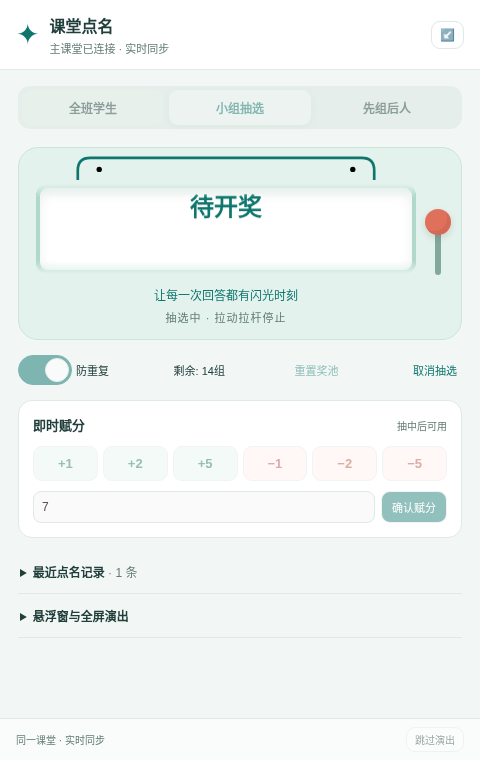 课堂点名
主课堂已连接 · 实时同步
全班学生
小组抽选
先组后人
待开奖
让每一次回答都有闪光时刻
抽选中 · 拉动拉杆停止
防重复
剩余: 14组
重置奖池
取消抽选
即时赋分
抽中后可用
+1
+2
+5
−1
−2
−5
7
确认赋分
最近点名记录 · 1 条
悬浮窗与全屏演出
同一课堂 · 实时同步
跳过演出